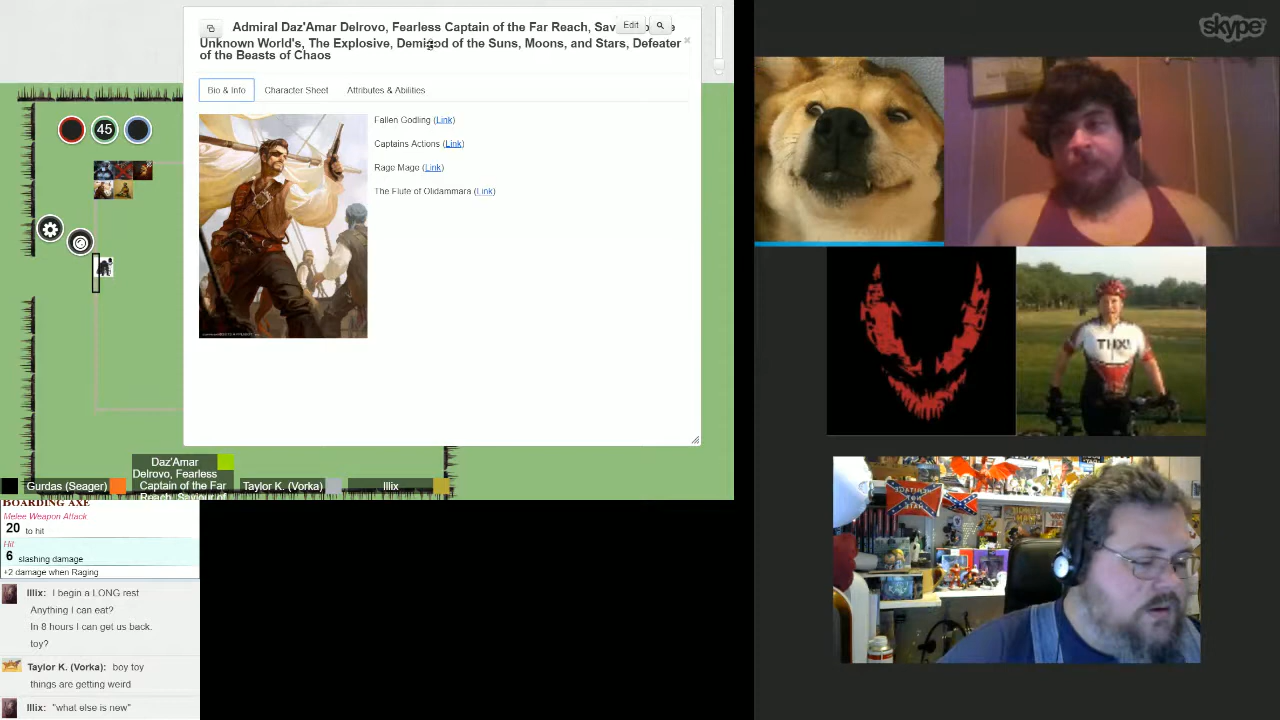 Admiral Daz'Amar Delrovo, Fearless Captain of the Far Reach,
Unknown World's, The Explosive, Demigod of the Suns, Moons, and Stars, Defeater
of the Beasts of Chaos
Edit
Bio & Info
Character Sheet
Attributes & Abilities
Fallen Godling (Link)
Captains Actions (Link)
Rage Mage (Link)
The Flute of Olidammara (Link)
45
Gurdas (Seager)
Daz'Amar
Delrovo, Fearless
Captain of the Far
Reach, Saviour of
Taylor K. (Vorka)
Illix
BOARDING AXE
Melee Weapon Attack
20 to hit
Hit
6 slashing damage
+2 damage when Raging
Illix: I begin a LONG rest
Anything I can eat?
In 8 hours I can get us back.
toy?
Taylor K. (Vorka): boy toy
things are getting weird
Illix: "what else is new"
skype
THX!